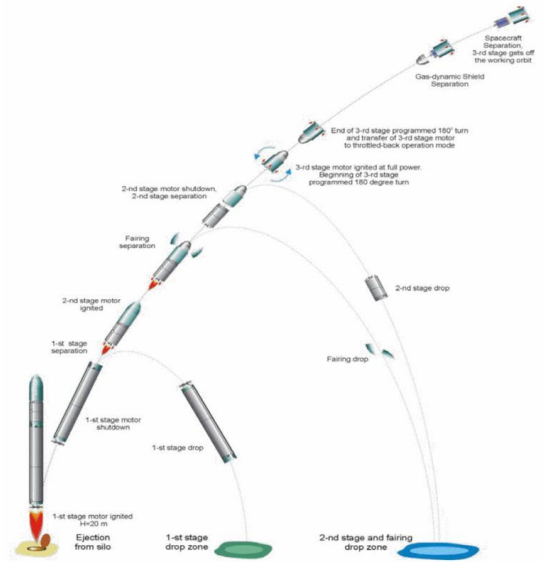 Spacecraft
Separation,
3-rd stage gets off
the working orbit
Gas-dynamic Shield
Separation
End of 3-rd stage programmed 180° turn
and transfer of 3-rd stage motor
to throttled-back operation mode
3-rd stage motor ignited at full power.
Beginning of 3-rd stage
programmed 180 degree turn
2-nd stage motor shutdown,
2-nd stage separation
Fairing
separation
2-nd stage drop
2-nd stage motor
ignited
1-st stage
separation
Fairing drop
1-st stage motor
shutdown
1-st stage drop
1-st stage motor ignited
H=20 m
Ejection
from silo
1-st stage
drop zone
2-nd stage and fairing
drop zone